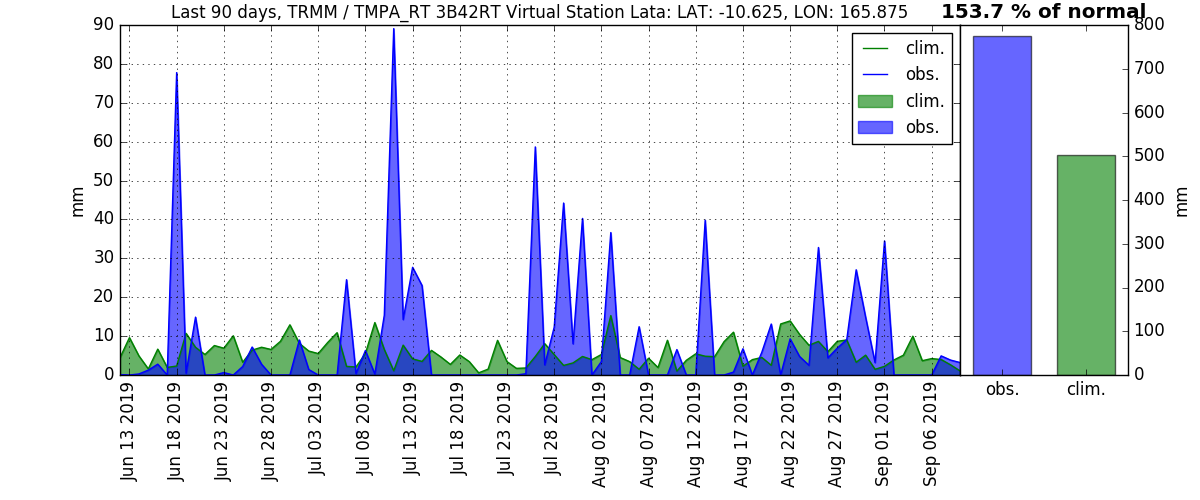 Last 90 days, TRMM / TMPA_RT 3B42RT Virtual Station Lata: LAT: -10.625, LON: 165.875
153.7 % of normal
90
80
70
60
50
40
30
20
10
0
mm
clim.
obs.
clim.
obs.
800
700
600
500
400
300
200
100
0
mm
Jun 13 2019
Jun 18 2019
Jun 23 2019
Jun 28 2019
Jul 03 2019
Jul 08 2019
Jul 13 2019
Jul 18 2019
Jul 23 2019
Jul 28 2019
Aug 02 2019
Aug 07 2019
Aug 12 2019
Aug 17 2019
Aug 22 2019
Aug 27 2019
Sep 01 2019
Sep 06 2019
obs.
clim.